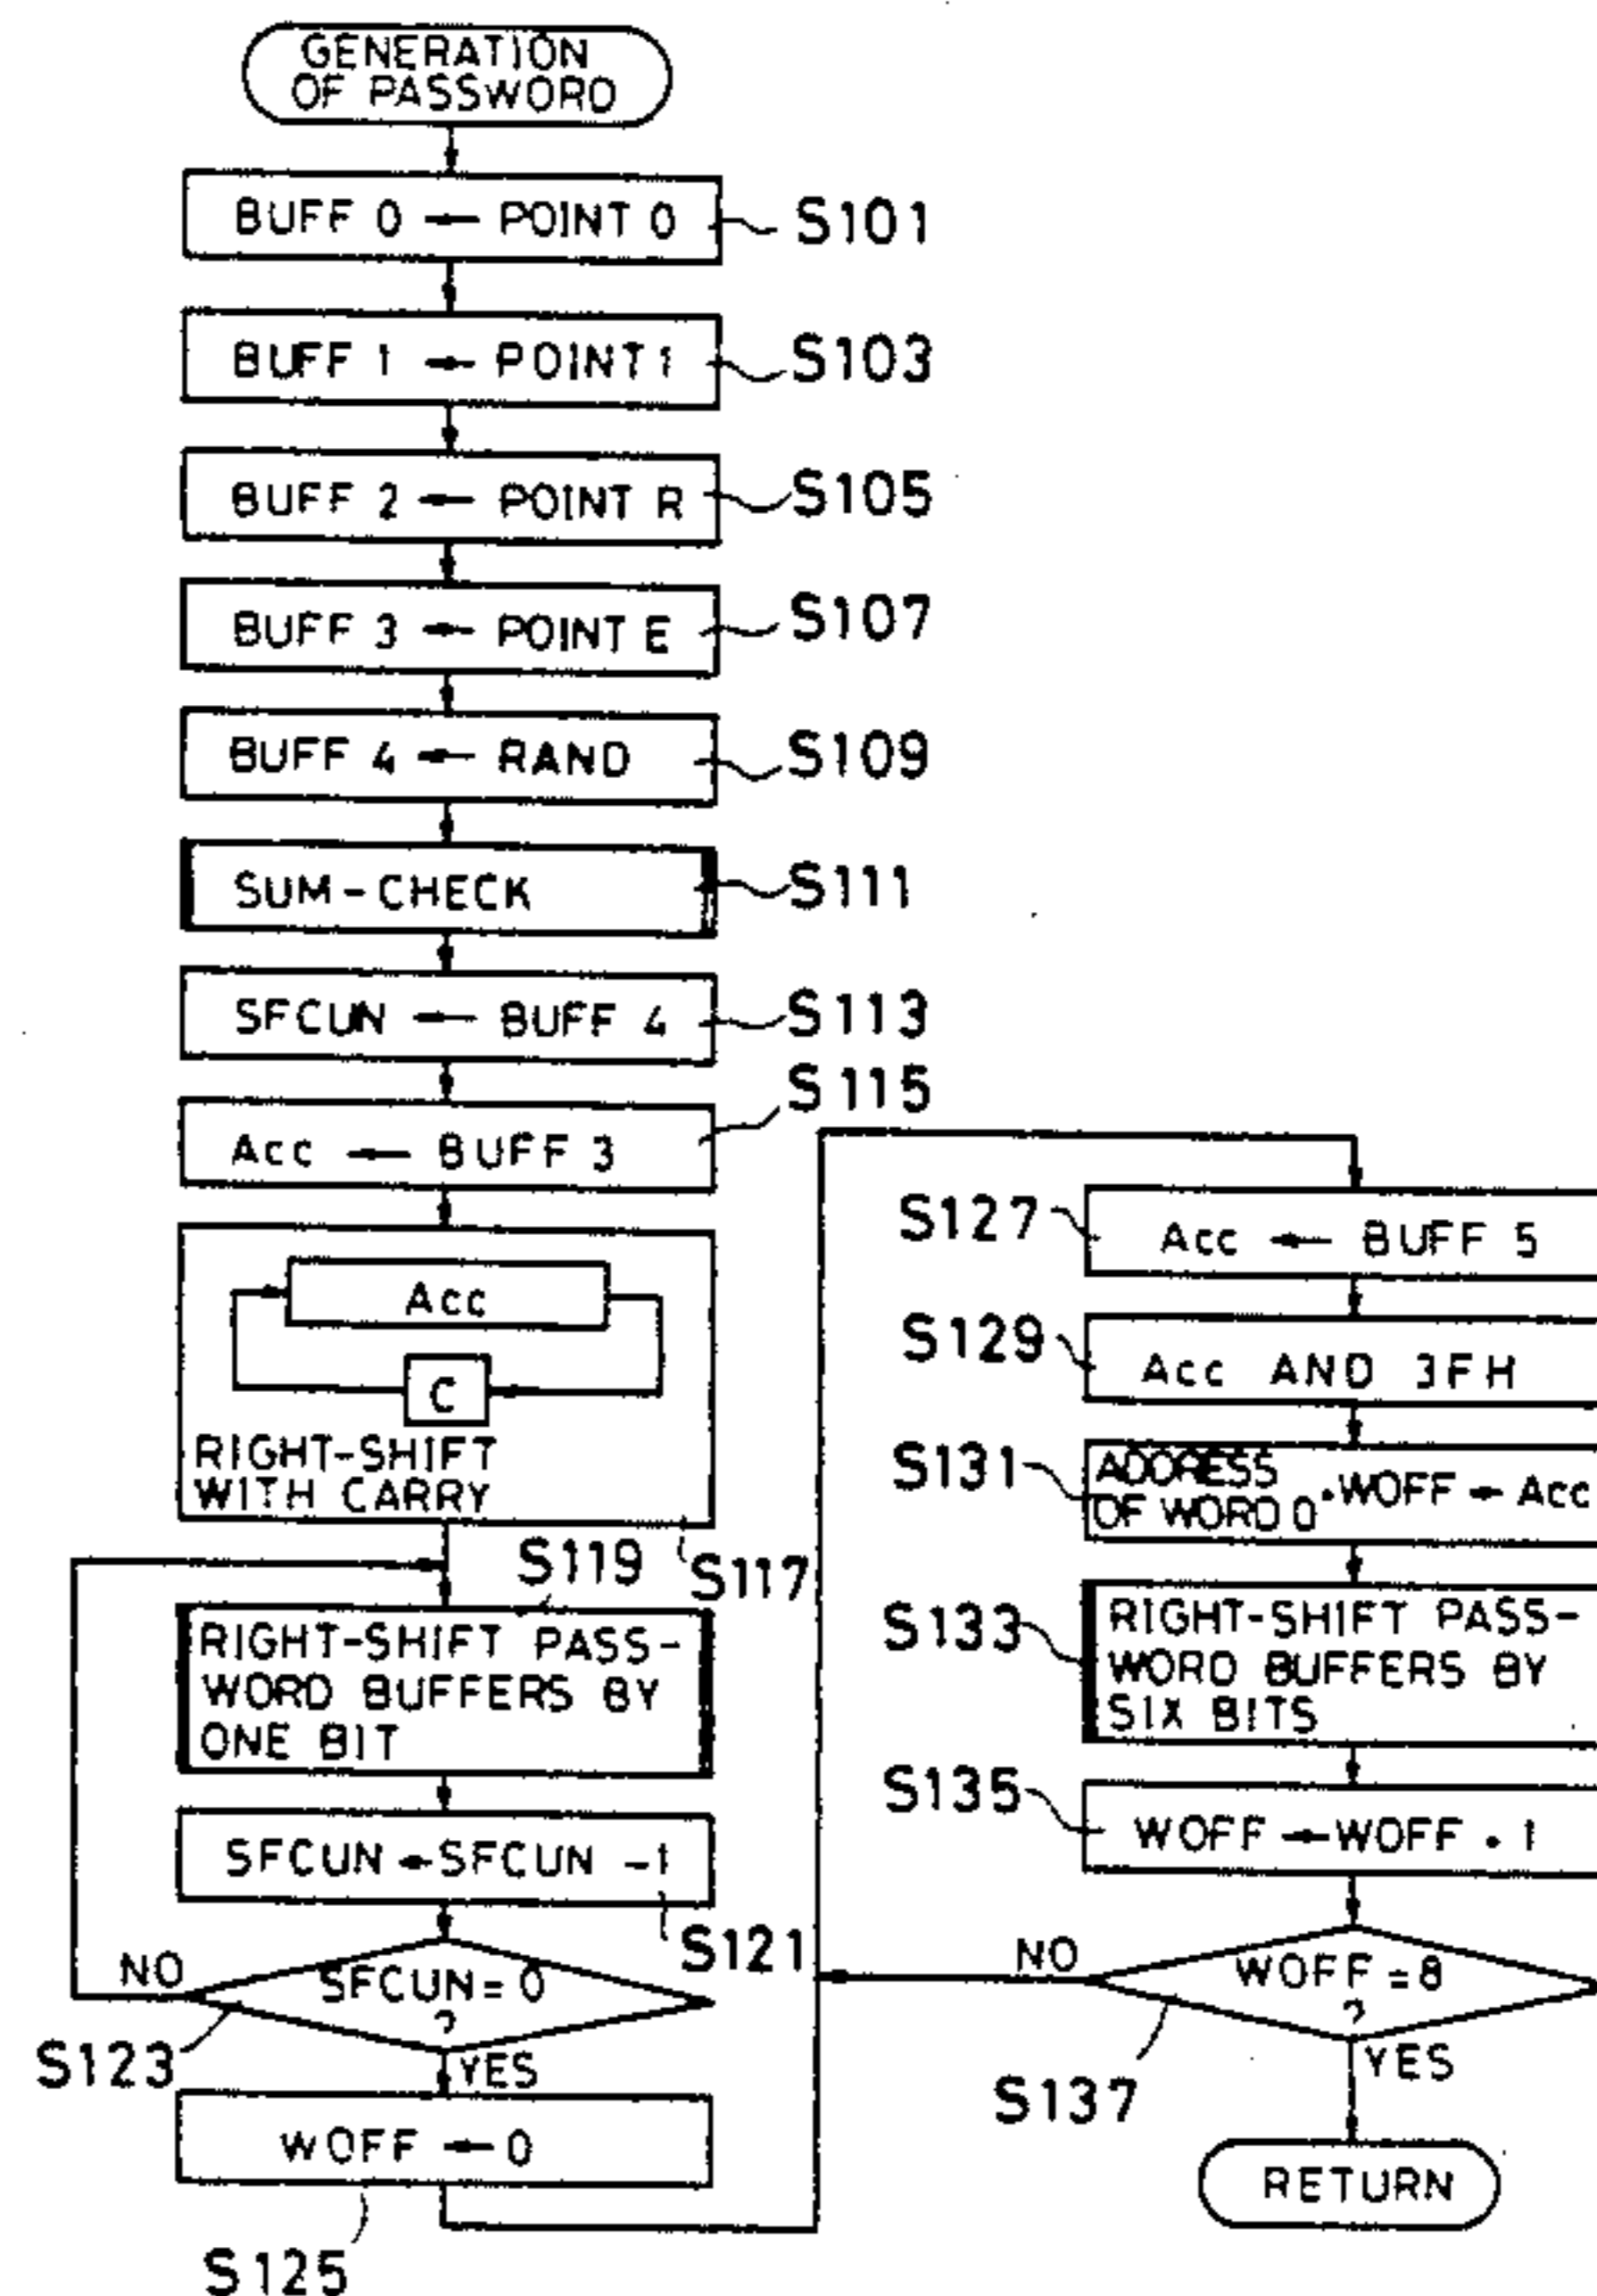 GENERATION
OF PASSWORD
BUFF 0 ← POINT 0
S101
BUFF 1 ← POINT 1
S103
BUFF 2 ← POINT R
S105
BUFF 3 ← POINT E
S107
BUFF 4 ← RAND
S109
SUM-CHECK
S111
SFCUN ← BUFF 4
S113
Acc ← BUFF 3
S115
Acc
C
RIGHT-SHIFT
WITH CARRY
S117
S119
RIGHT-SHIFT PASS-
WORD BUFFERS BY
ONE BIT
SFCUN ← SFCUN -1
S121
NO
SFCUN = 0
?
S123
YES
WOFF ← 0
S125
S127
Acc ← BUFF 5
S129
Acc AND 3FH
S131
ADDRESS
OF WORD 0 · WOFF ← Acc
S133
RIGHT-SHIFT PASS-
WORD BUFFERS BY
SIX BITS
S135
WOFF ← WOFF · 1
NO
WOFF = 8
?
S137
YES
RETURN